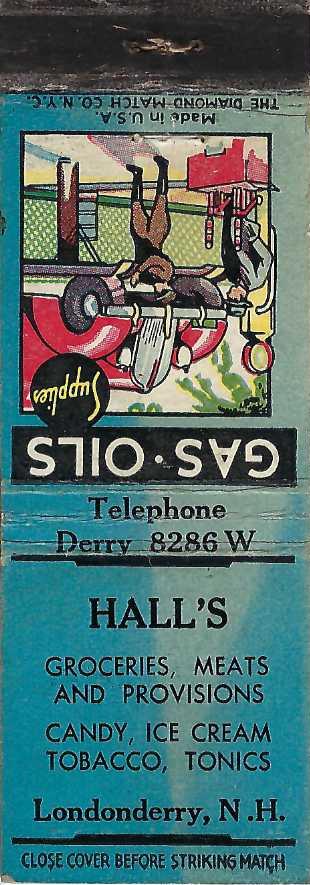 Made in U.S.A.
THE DIAMOND MATCH CO. N.Y.C.
Supplies
GAS · OILS
Telephone
Derry 8286 W
HALL'S
GROCERIES, MEATS
AND PROVISIONS
CANDY, ICE CREAM
TOBACCO, TONICS
Londonderry, N.H.
CLOSE COVER BEFORE STRIKING MATCH